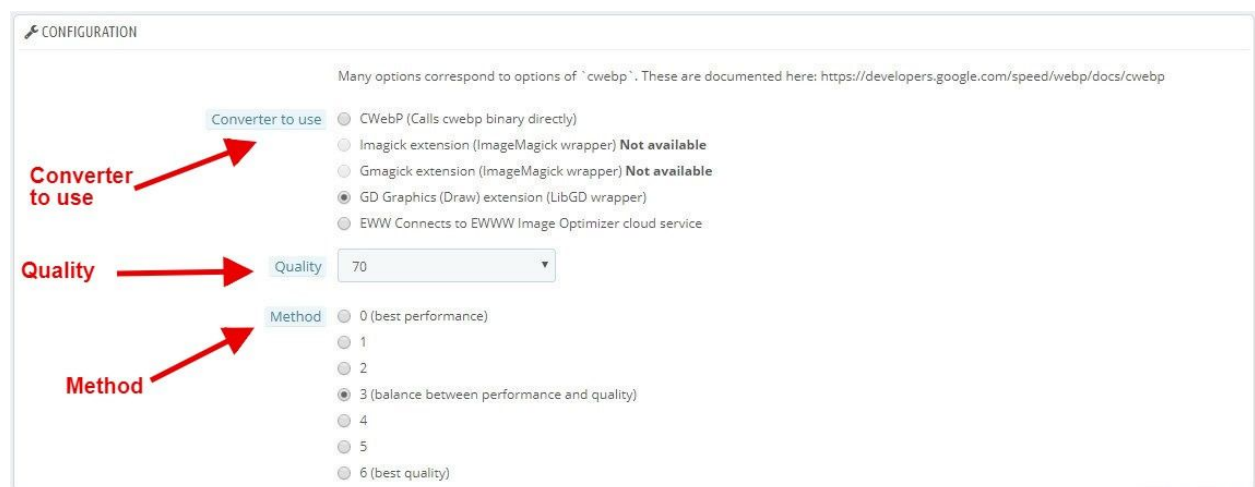 CONFIGURATION
Many options correspond to options of `cwebp`. These are documented here: https://developers.google.com/speed/webp/docs/cwebp
Converter to use
CWebP (Calls cwebp binary directly)
Imagick extension (ImageMagick wrapper) Not available
Gmagick extension (ImageMagick wrapper) Not available
GD Graphics (Draw) extension (LibGD wrapper)
EWW Connects to EWWW Image Optimizer cloud service
Converter
to use
Quality
Quality
70
Method
0 (best performance)
1
2
3 (balance between performance and quality)
4
5
6 (best quality)
Method